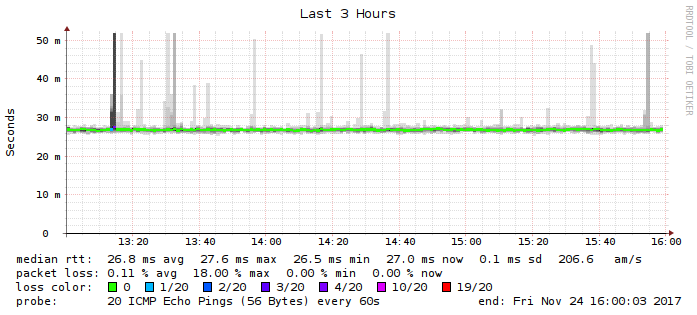 Last 3 Hours
RRDTOOL / TOBI OETIKER
Seconds
50 m
40 m
30 m
20 m
10 m
0
13:20 13:40 14:00 14:20 14:40 15:00 15:20 15:40 16:00
median rtt: 26.8 ms avg 27.6 ms max 26.5 ms min 27.0 ms now 0.1 ms sd 206.6 am/s
packet loss: 0.11 % avg 18.00 % max 0.00 % min 0.00 % now
loss color: 0 1/20 2/20 3/20 4/20 10/20 19/20
probe: 20 ICMP Echo Pings (56 Bytes) every 60s end: Fri Nov 24 16:00:03 2017